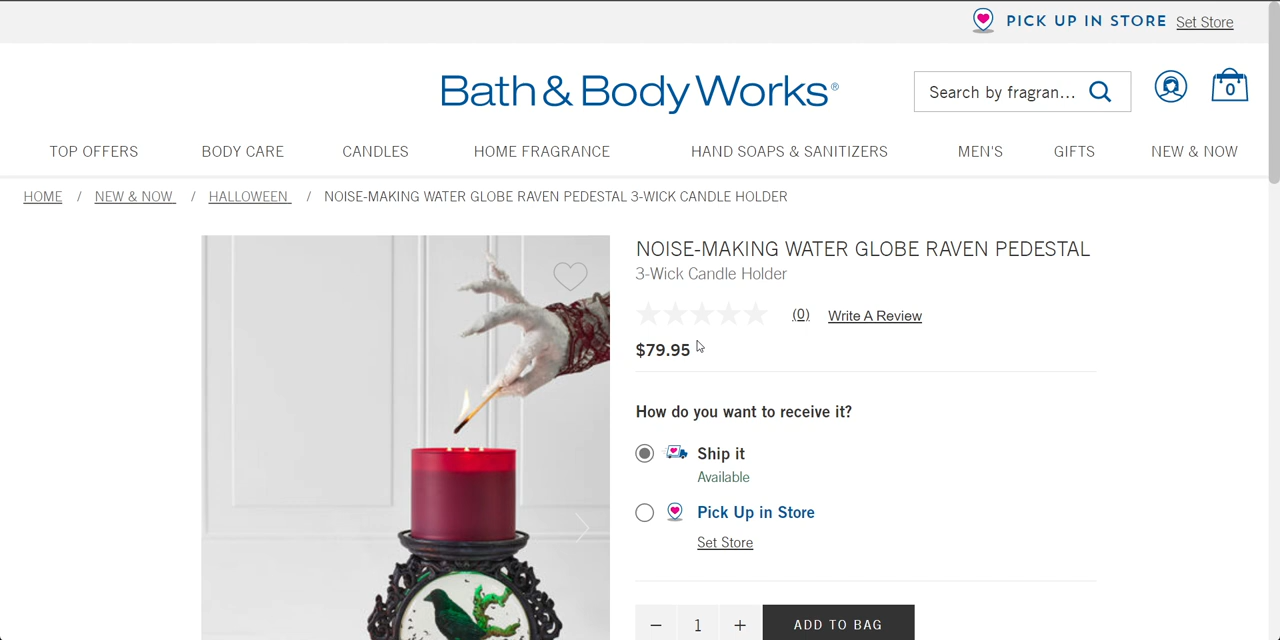 PICK UP IN STORE Set Store
Bath & Body Works®
Search by fragran...
0
TOP OFFERS BODY CARE CANDLES HOME FRAGRANCE HAND SOAPS & SANITIZERS MEN'S GIFTS NEW & NOW
HOME / NEW & NOW / HALLOWEEN / NOISE-MAKING WATER GLOBE RAVEN PEDESTAL 3-WICK CANDLE HOLDER
NOISE-MAKING WATER GLOBE RAVEN PEDESTAL
3-Wick Candle Holder
(0) Write A Review
$79.95
How do you want to receive it?
Ship it
Available
Pick Up in Store
Set Store
− 1 + ADD TO BAG